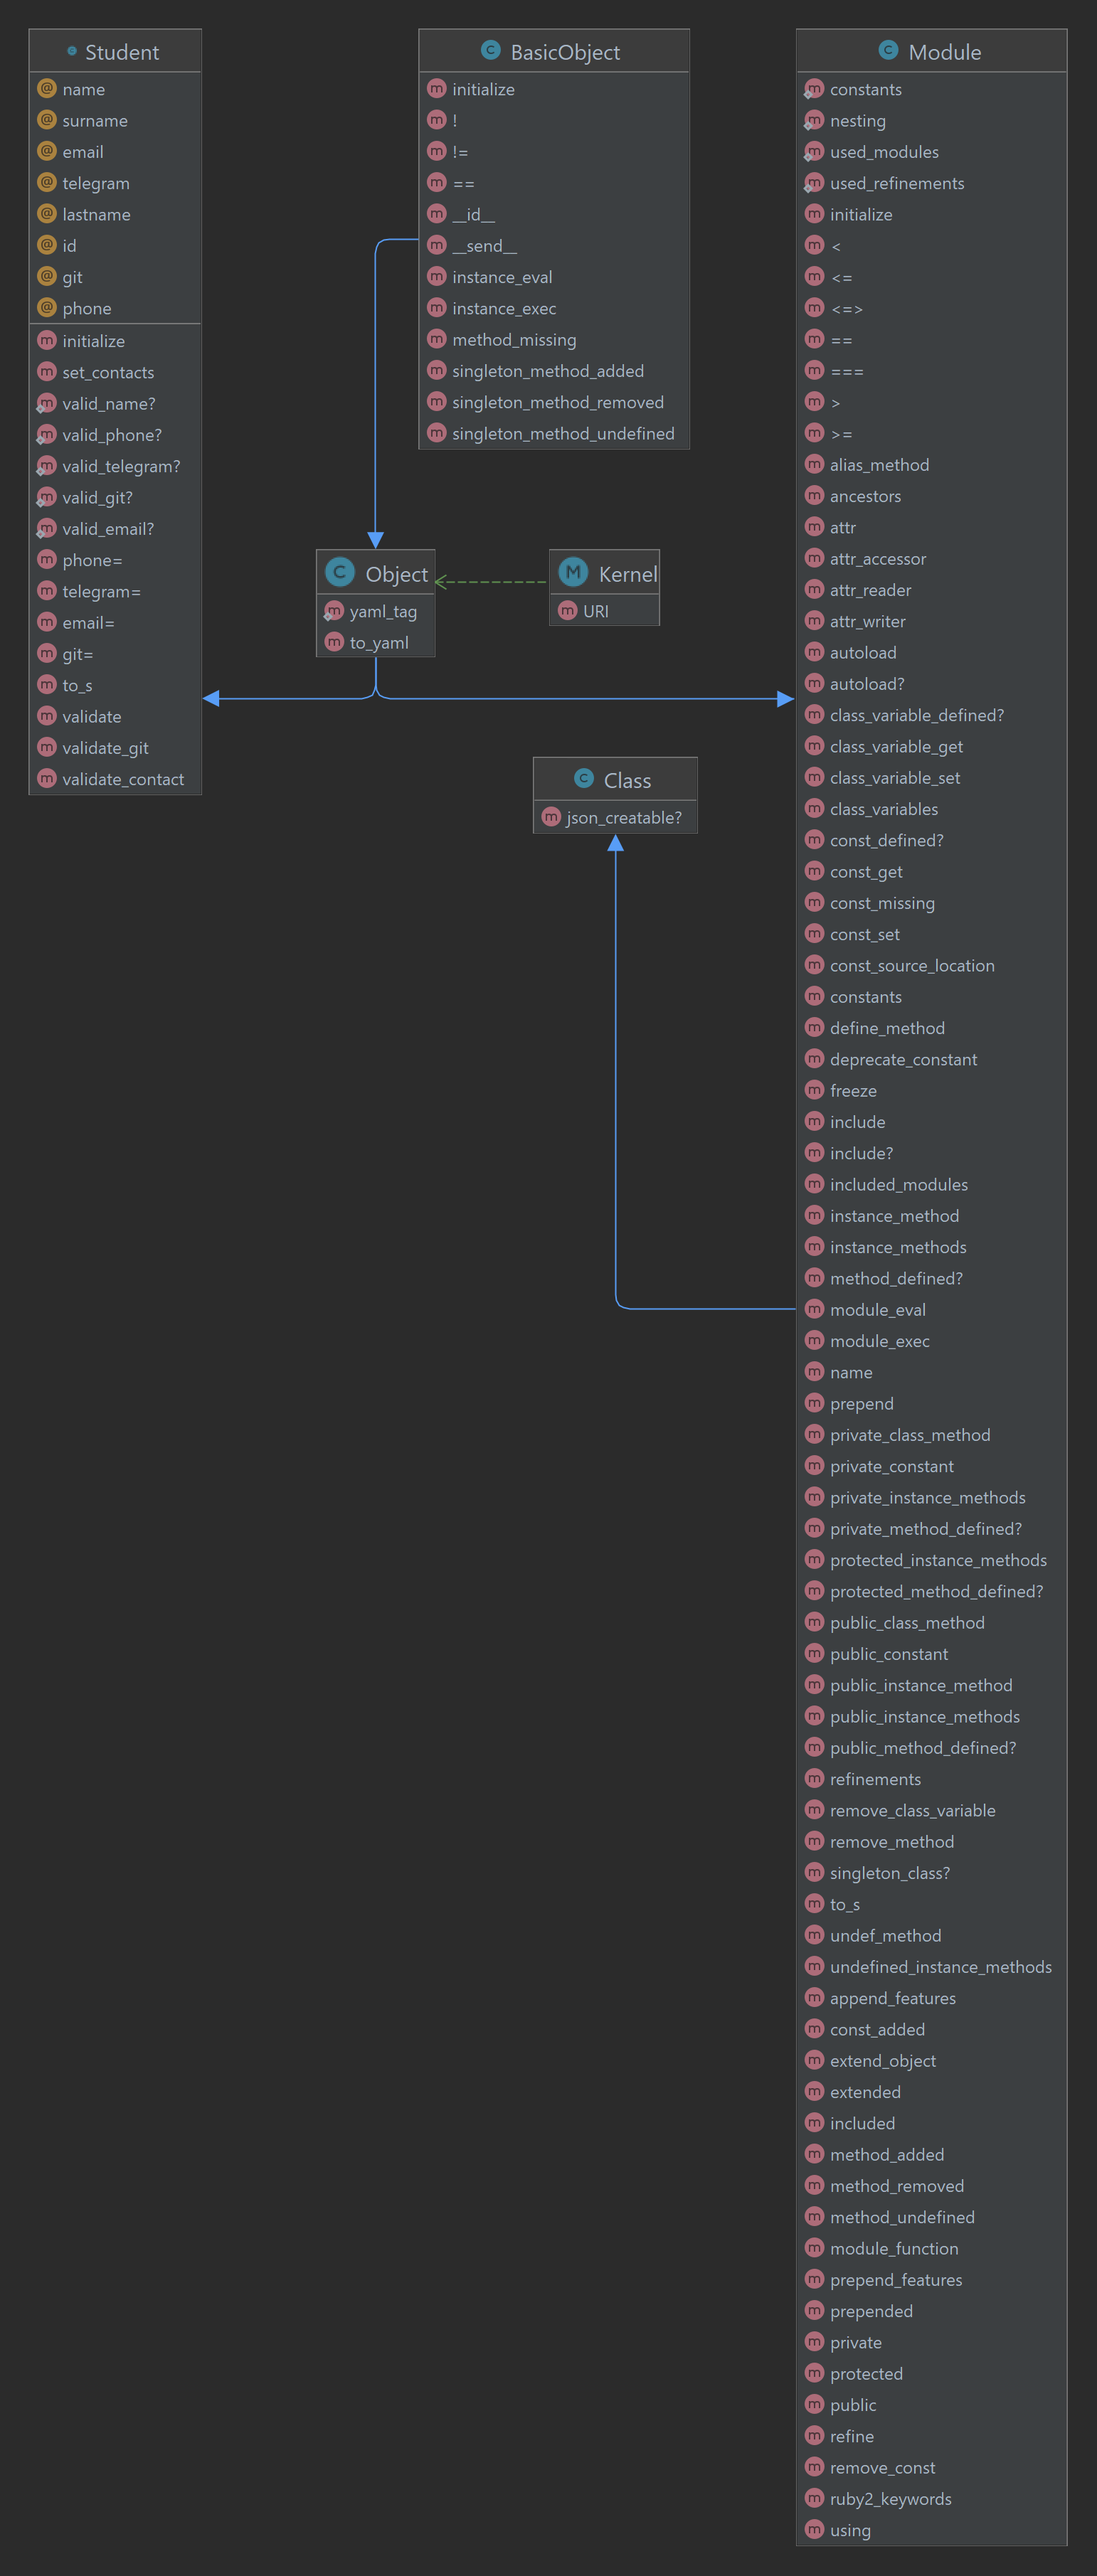 Student
name
surname
email
telegram
lastname
id
git
phone
initialize
set_contacts
valid_name?
valid_phone?
valid_telegram?
valid_git?
valid_email?
phone=
telegram=
email=
git=
to_s
validate
validate_git
validate_contact
BasicObject
initialize
!
!=
==
__id__
__send__
instance_eval
instance_exec
method_missing
singleton_method_added
singleton_method_removed
singleton_method_undefined
Object
yaml_tag
to_yaml
Kernel
URI
Class
json_creatable?
Module
constants
nesting
used_modules
used_refinements
initialize
<
<=
<=>
==
===
>
>=
alias_method
ancestors
attr
attr_accessor
attr_reader
attr_writer
autoload
autoload?
class_variable_defined?
class_variable_get
class_variable_set
class_variables
const_defined?
const_get
const_missing
const_set
const_source_location
constants
define_method
deprecate_constant
freeze
include
include?
included_modules
instance_method
instance_methods
method_defined?
module_eval
module_exec
name
prepend
private_class_method
private_constant
private_instance_methods
private_method_defined?
protected_instance_methods
protected_method_defined?
public_class_method
public_constant
public_instance_method
public_instance_methods
public_method_defined?
refinements
remove_class_variable
remove_method
singleton_class?
to_s
undef_method
undefined_instance_methods
append_features
const_added
extend_object
extended
included
method_added
method_removed
method_undefined
module_function
prepend_features
prepended
private
protected
public
refine
remove_const
ruby2_keywords
using